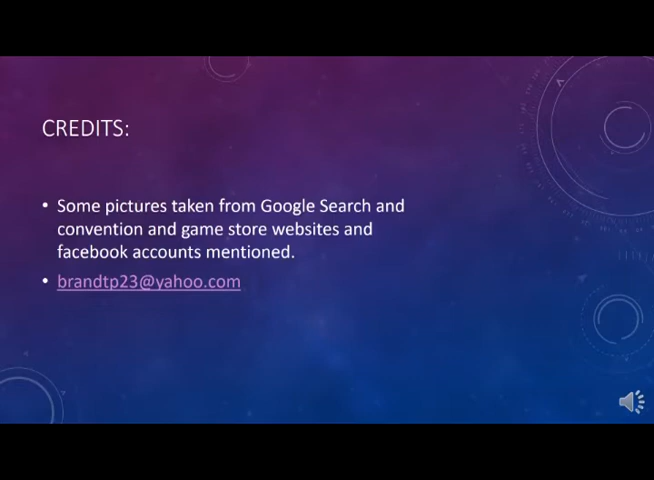 CREDITS:
• Some pictures taken from Google Search and
convention and game store websites and
facebook accounts mentioned.
• brandtp23@yahoo.com